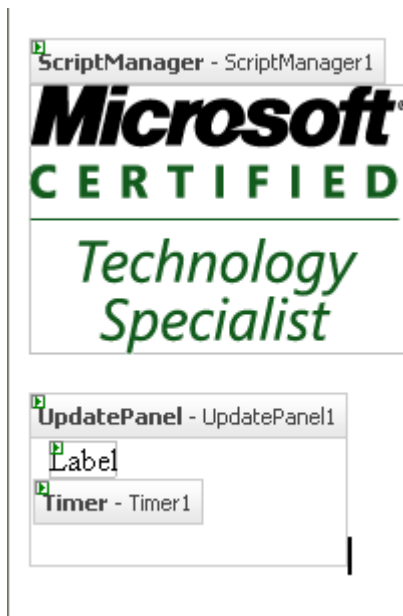 ScriptManager - ScriptManager1
Microsoft®
CERTIFIED
Technology
Specialist
UpdatePanel - UpdatePanel1
Label
Timer - Timer1